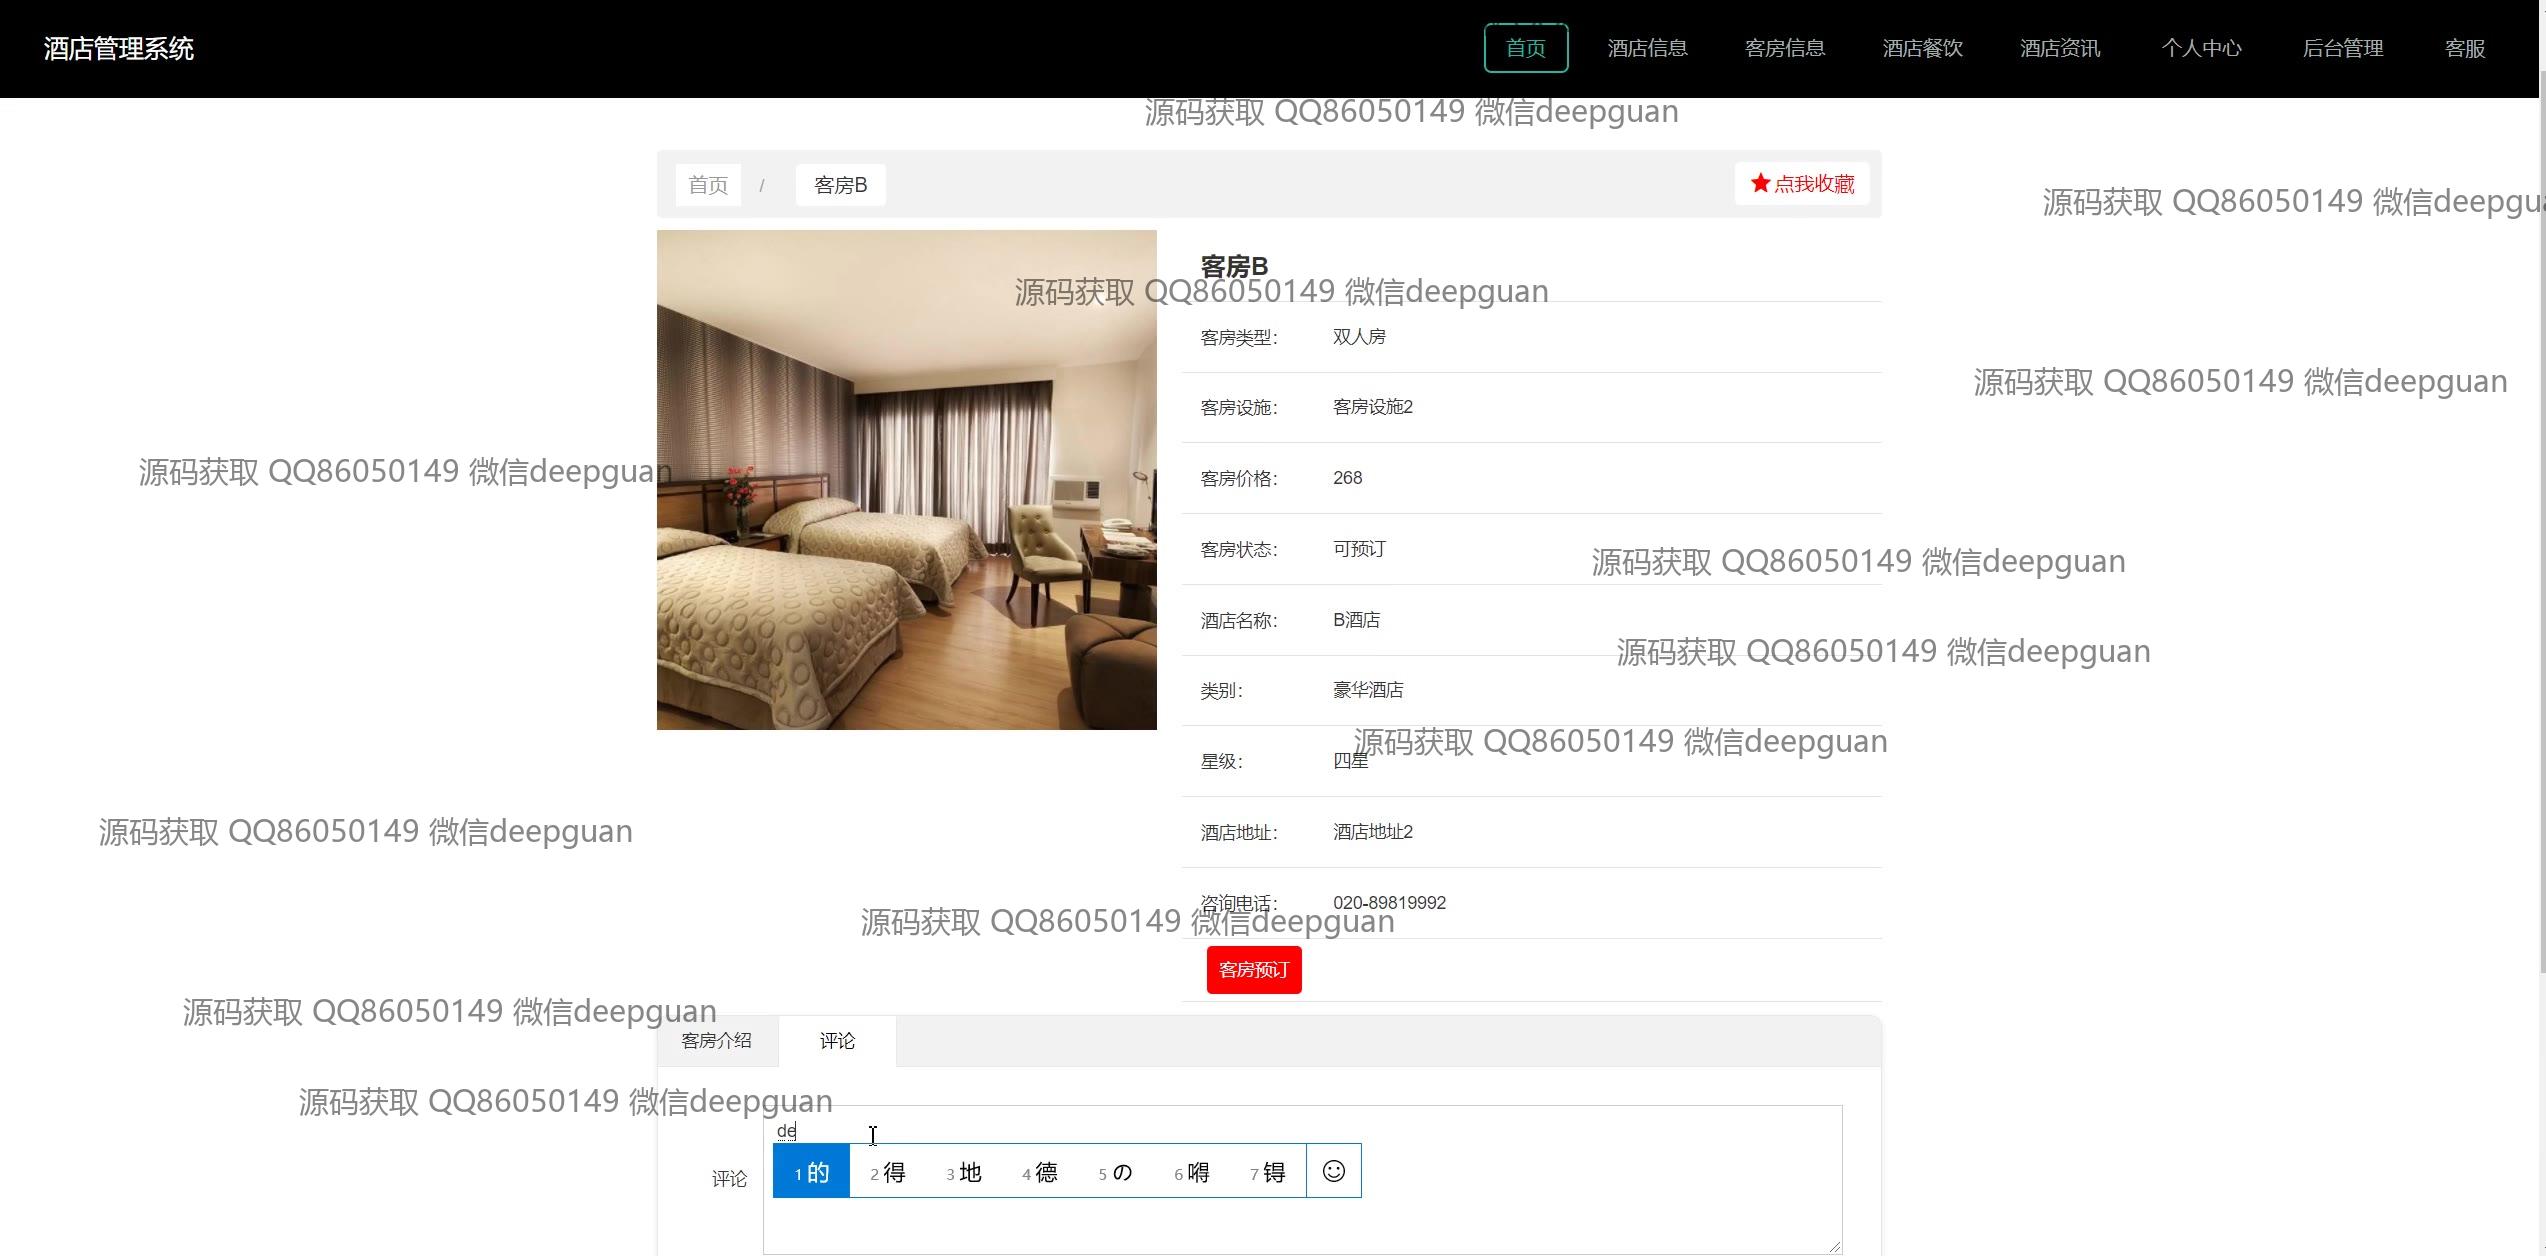 酒店管理系统
首页 酒店信息 客房信息 酒店餐饮 酒店资讯 个人中心 后台管理 客服
源码获取 QQ86050149 微信deepguan
首页 / 客房B
★点我收藏
源码获取 QQ86050149 微信deepgua
客房B
源码获取 QQ86050149 微信deepguan
客房类型: 双人房
源码获取 QQ86050149 微信deepguan
客房设施: 客房设施2
源码获取 QQ86050149 微信deepguan
客房价格: 268
客房状态: 可预订
源码获取 QQ86050149 微信deepguan
酒店名称: B酒店
源码获取 QQ86050149 微信deepguan
类别: 豪华酒店
源码获取 QQ86050149 微信deepguan
星级: 四星
源码获取 QQ86050149 微信deepguan
酒店地址: 酒店地址2
咨询电话: 020-89819992
源码获取 QQ86050149 微信deepguan
客房预订
源码获取 QQ86050149 微信deepguan
客房介绍 评论
源码获取 QQ86050149 微信deepguan
de
评论
1 的 2 得 3 地 4 德 5 の 6 嘚 7 锝